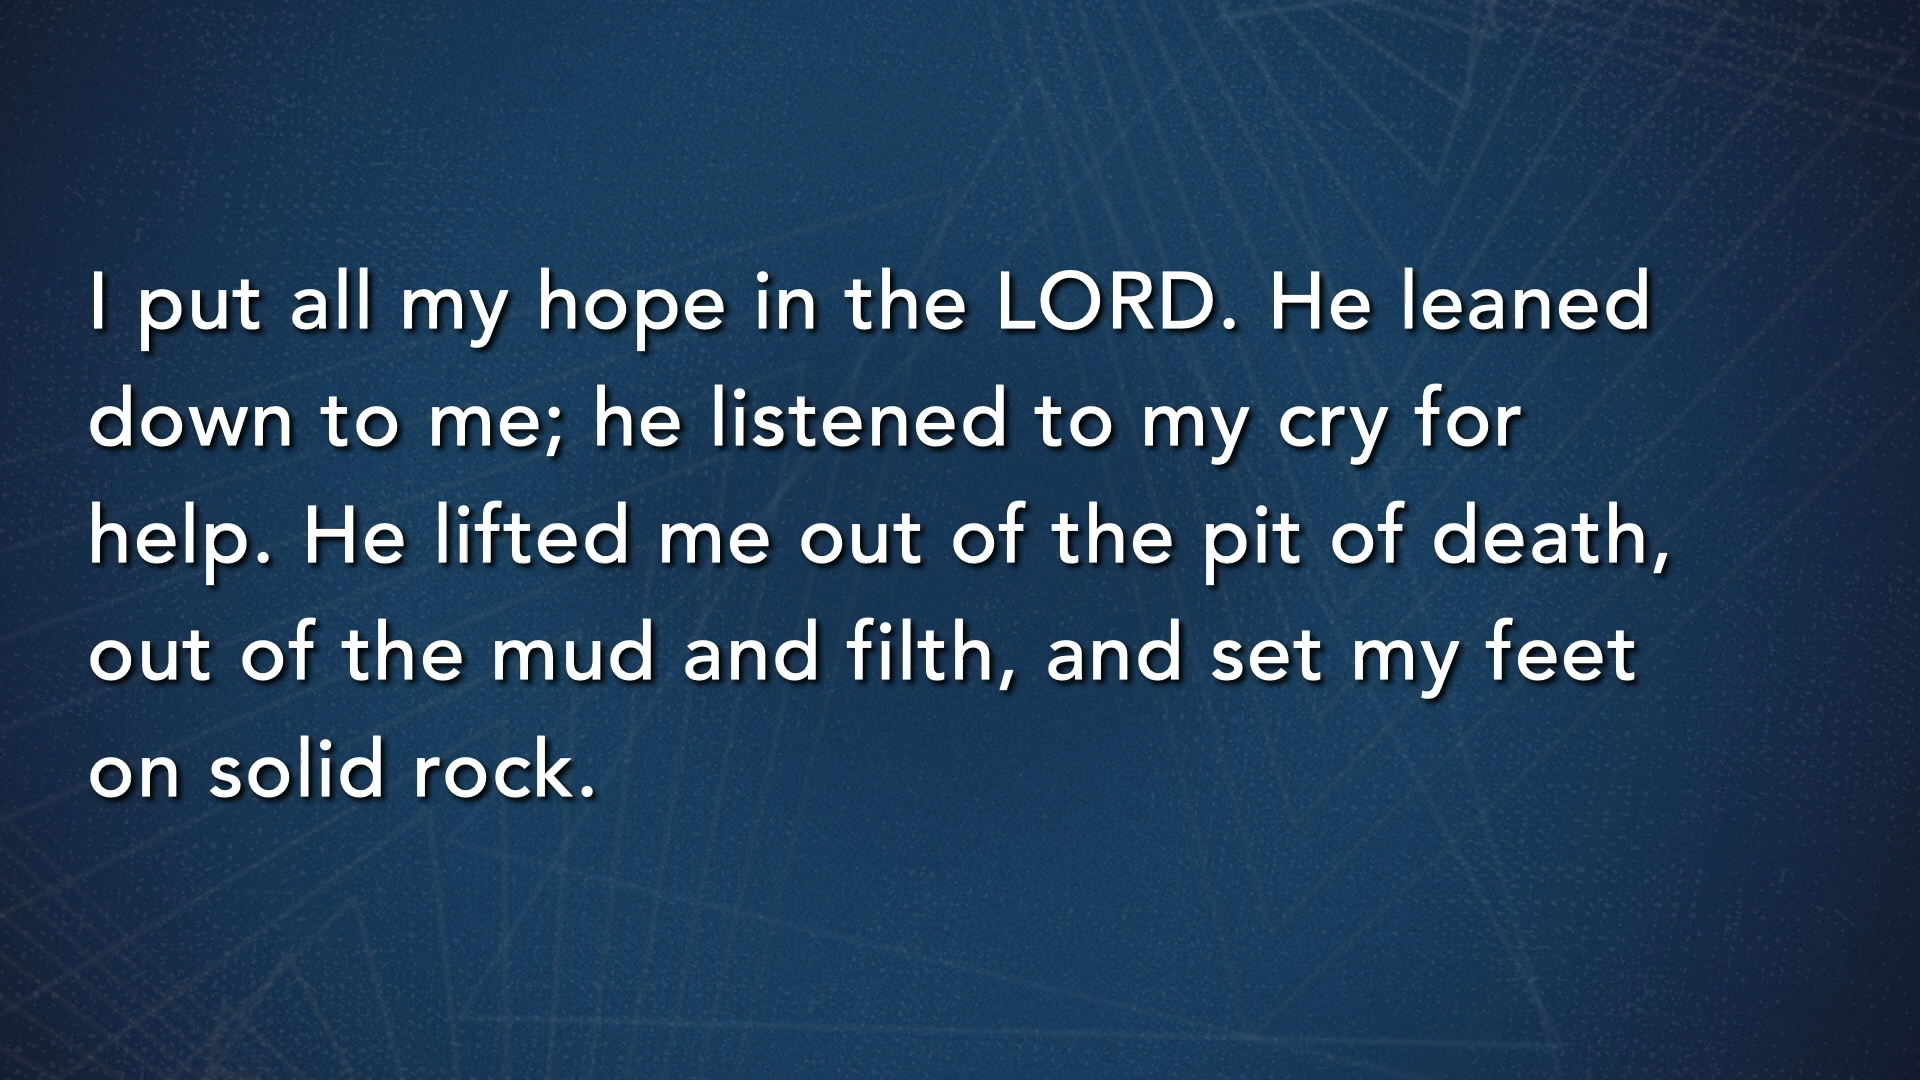 I put all my hope in the LORD. He leaned
down to me; he listened to my cry for
help. He lifted me out of the pit of death,
out of the mud and filth, and set my feet
on solid rock.